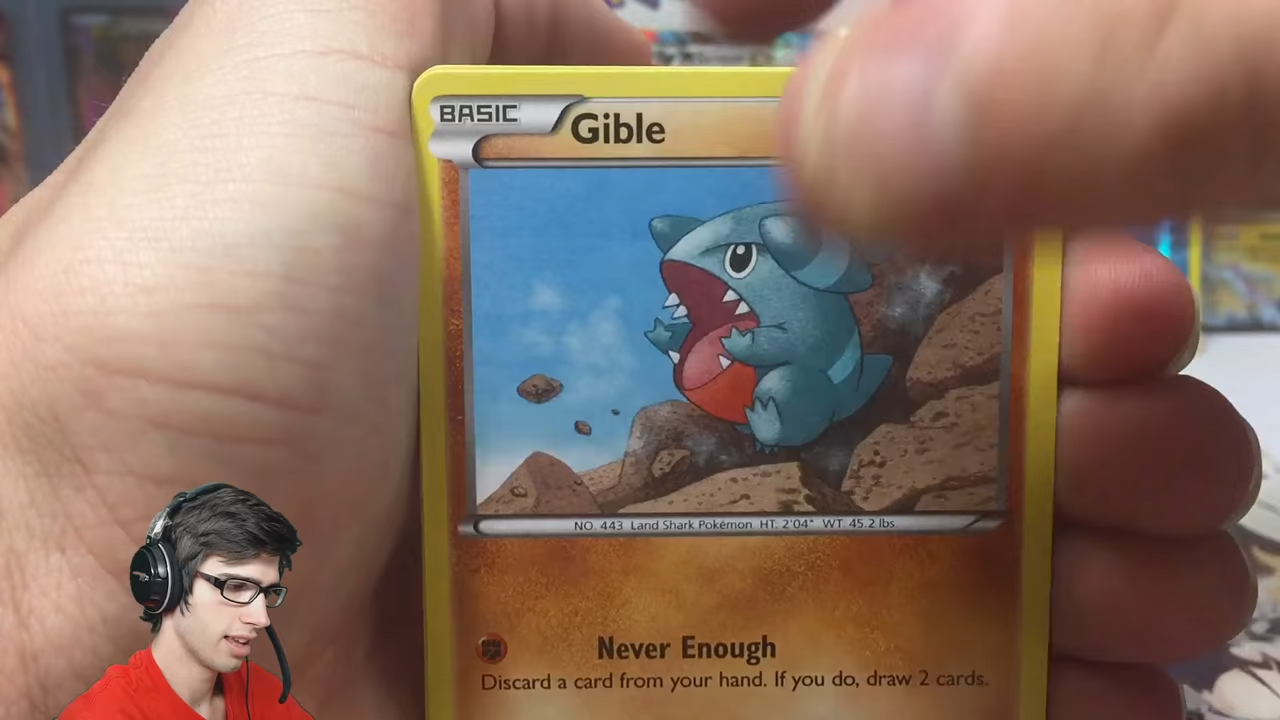 BASIC
Gible
NO. 443 Land Shark Pokémon HT: 2'04" WT: 45.2 lbs.
Never Enough
Discard a card from your hand. If you do, draw 2 cards.